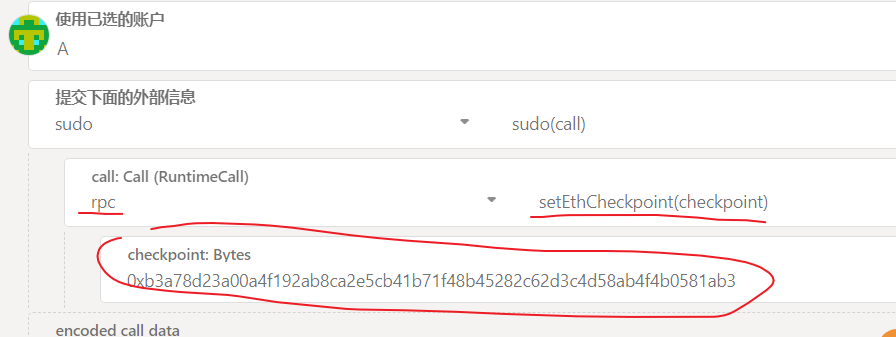 使用已选的账户
A
提交下面的外部信息
sudo sudo(call)
call: Call (RuntimeCall)
rpc setEthCheckpoint(checkpoint)
checkpoint: Bytes
0xb3a78d23a00a4f192ab8ca2e5cb41b71f48b45282c62d3c4d58ab4f4b0581ab3
encoded call data